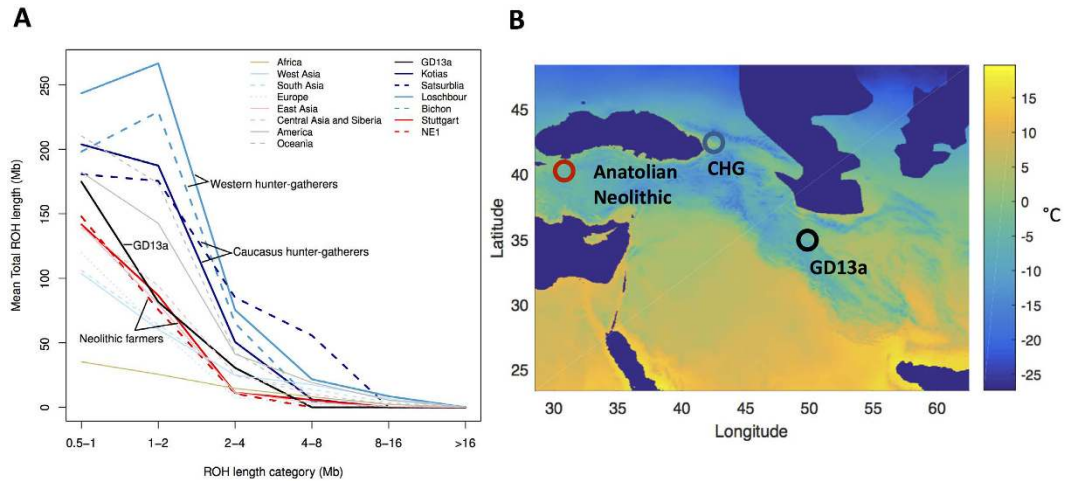 A
Mean Total ROH length (Mb)
250
200
150
100
50
0
0.5–1
1–2
2–4
4–8
8–16
>16
ROH length category (Mb)
Africa
West Asia
South Asia
Europe
East Asia
Central Asia and Siberia
America
Oceania
GD13a
Kotias
Satsurblia
Loschbour
Bichon
Stuttgart
NE1
Western hunter-gatherers
GD13a
Caucasus hunter-gatherers
Neolithic farmers
B
Latitude
45
40
35
30
25
30
35
40
45
50
55
60
Longitude
Anatolian
Neolithic
CHG
GD13a
15
10
5
0
-5
-10
-15
-20
-25
°C